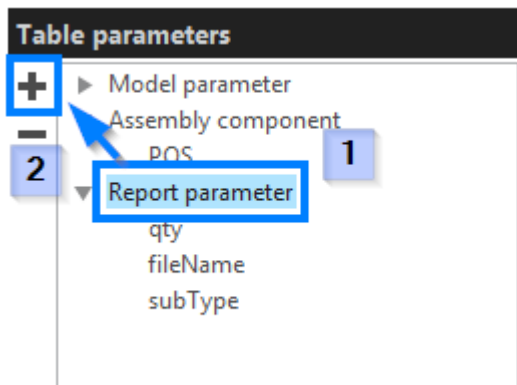 Table parameters
Model parameter
Assembly component
1
POS
2
Report parameter
qty
fileName
subType